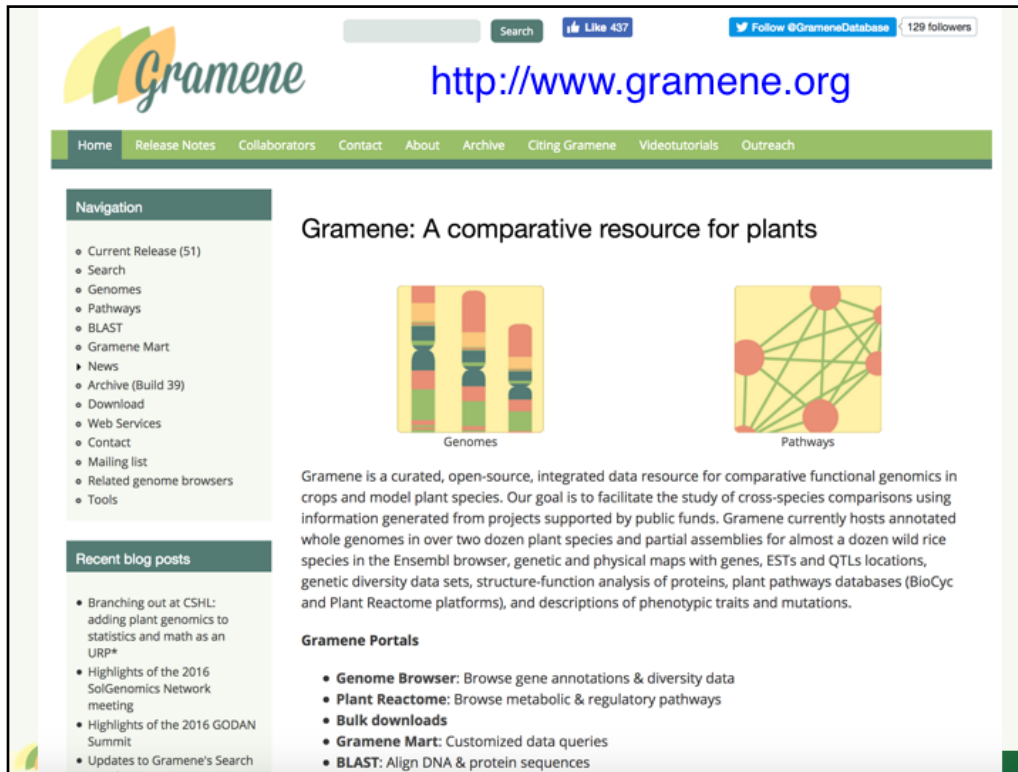 Gramene
Search
Like 437
Follow @GrameneDatabase
129 followers
http://www.gramene.org
Home Release Notes Collaborators Contact About Archive Citing Gramene Videotutorials Outreach
Navigation
Current Release (51)
Search
Genomes
Pathways
BLAST
Gramene Mart
News
Archive (Build 39)
Download
Web Services
Contact
Mailing list
Related genome browsers
Tools
Recent blog posts
Branching out at CSHL:
adding plant genomics to
statistics and math as an
URP*
Highlights of the 2016
SolGenomics Network
meeting
Highlights of the 2016 GODAN
Summit
Updates to Gramene's Search
Gramene: A comparative resource for plants
Genomes
Pathways
Gramene is a curated, open-source, integrated data resource for comparative functional genomics in
crops and model plant species. Our goal is to facilitate the study of cross-species comparisons using
information generated from projects supported by public funds. Gramene currently hosts annotated
whole genomes in over two dozen plant species and partial assemblies for almost a dozen wild rice
species in the Ensembl browser, genetic and physical maps with genes, ESTs and QTLs locations,
genetic diversity data sets, structure-function analysis of proteins, plant pathways databases (BioCyc
and Plant Reactome platforms), and descriptions of phenotypic traits and mutations.
Gramene Portals
Genome Browser: Browse gene annotations & diversity data
Plant Reactome: Browse metabolic & regulatory pathways
Bulk downloads
Gramene Mart: Customized data queries
BLAST: Align DNA & protein sequences